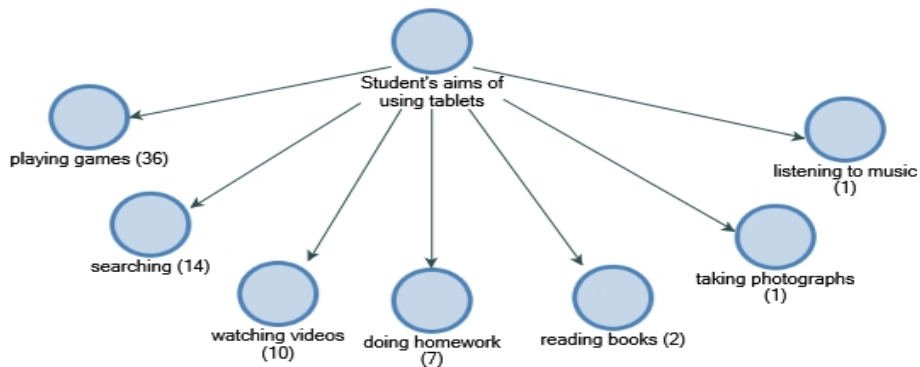 Student's aims of
using tablets
playing games (36)
searching (14)
watching videos
(10)
doing homework
(7)
reading books (2)
taking photographs
(1)
listening to music
(1)